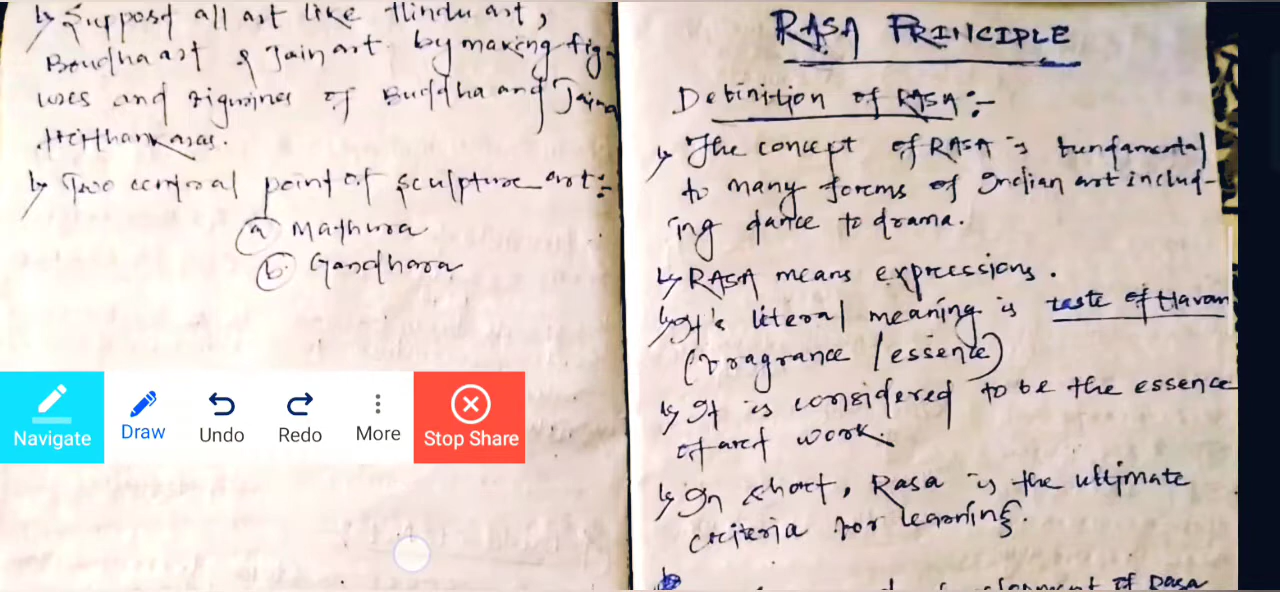 ↳ Support all art like Hindu art,
Boudha art & Jain art by making fig-
ures and figurines of Buddha and Jaina
↳ Two central point of sculpture art:-
(a) Mathura
(b) Gandhara
Navigate
Draw
Undo
Redo
More
Stop Share
RASA PRINCIPLE
Definition of RASA:-
↳ The concept of RASA is fundamental
to many forms of Indian art includ-
ing dance to drama.
↳ RASA means expressions.
↳ It's literal meaning is taste of
(fragrance / essence)
↳ It is considered to be the essence
of art work
↳ In short, Rasa is the ultimate
criteria for learning.
of Rasa